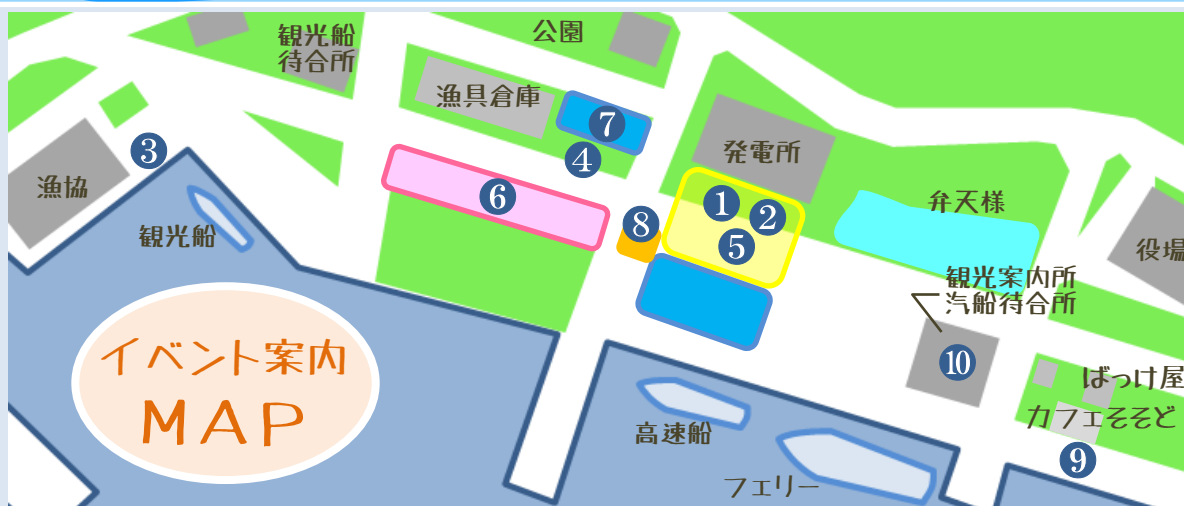 観光船
待合所
公園
漁具倉庫
7
3
4
発電所
漁協
6
1
2
弁天様
観光船
8
5
役場
観光案内所
汽船待合所
イベント案内
MAP
10
ばっけ屋
カフェそそど
高速船
9
フェリー